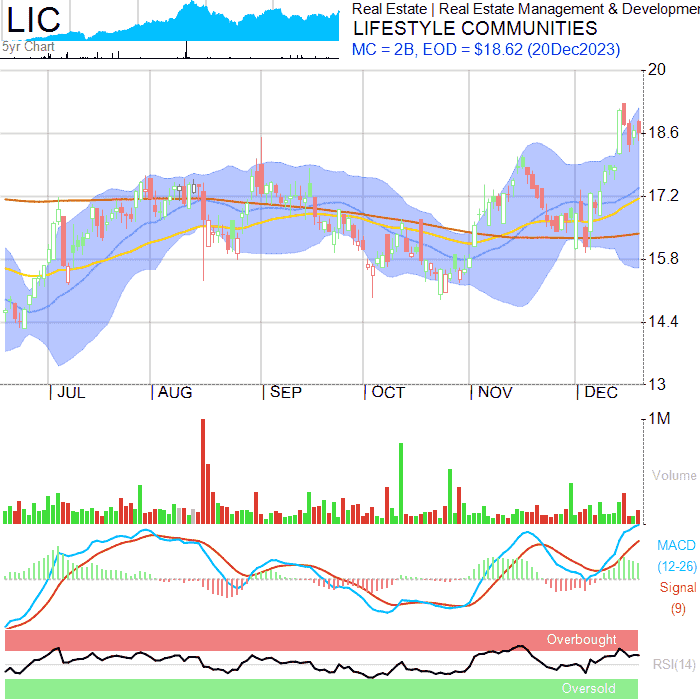 LIC
5yr Chart
Real Estate | Real Estate Management & Developmen
LIFESTYLE COMMUNITIES
MC = 2B, EOD = $18.62 (20Dec2023)
20
18.6
17.2
15.8
14.4
13
JUL AUG SEP OCT NOV DEC
1M
Volume
MACD
(12-26)
Signal
(9)
Overbought
RSI(14)
Oversold